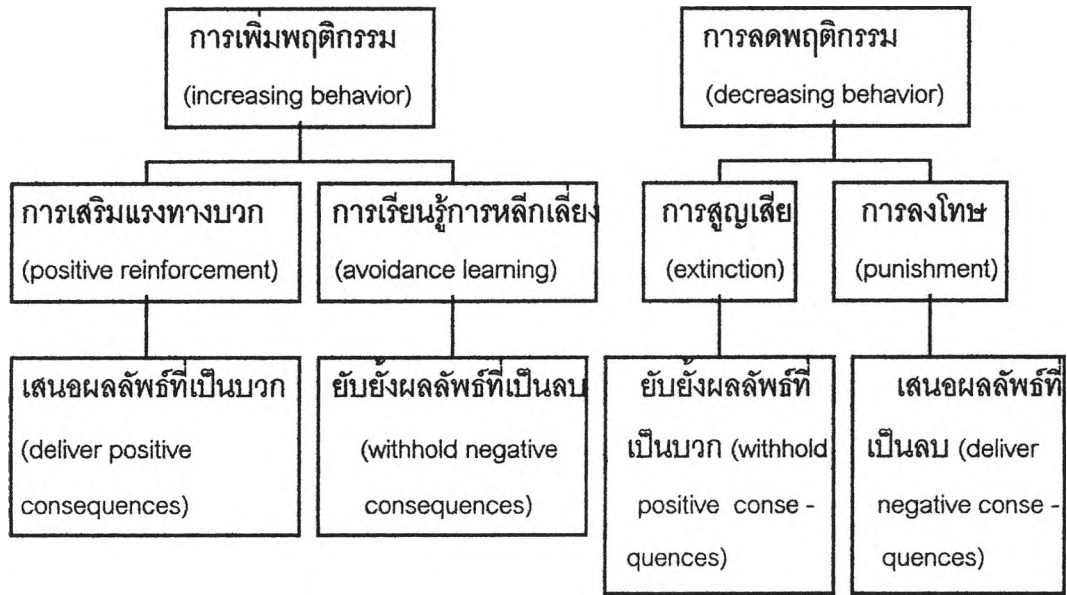 การเพิ่มพฤติกรรม
(increasing behavior)
การลดพฤติกรรม
(decreasing behavior)
การเสริมแรงทางบวก
(positive reinforcement)
การเรียนรู้การหลีกเลี่ยง
(avoidance learning)
การสูญเสีย
(extinction)
การลงโทษ
(punishment)
เสนอผลลัพธ์ที่เป็นบวก
(deliver positive
consequences)
ยับยั้งผลลัพธ์ที่เป็นลบ
(withhold negative
consequences)
ยับยั้งผลลัพธ์ที่
เป็นบวก (withhold
positive conse -
quences)
เสนอผลลัพธ์ที่
เป็นลบ (deliver
negative conse -
quences)